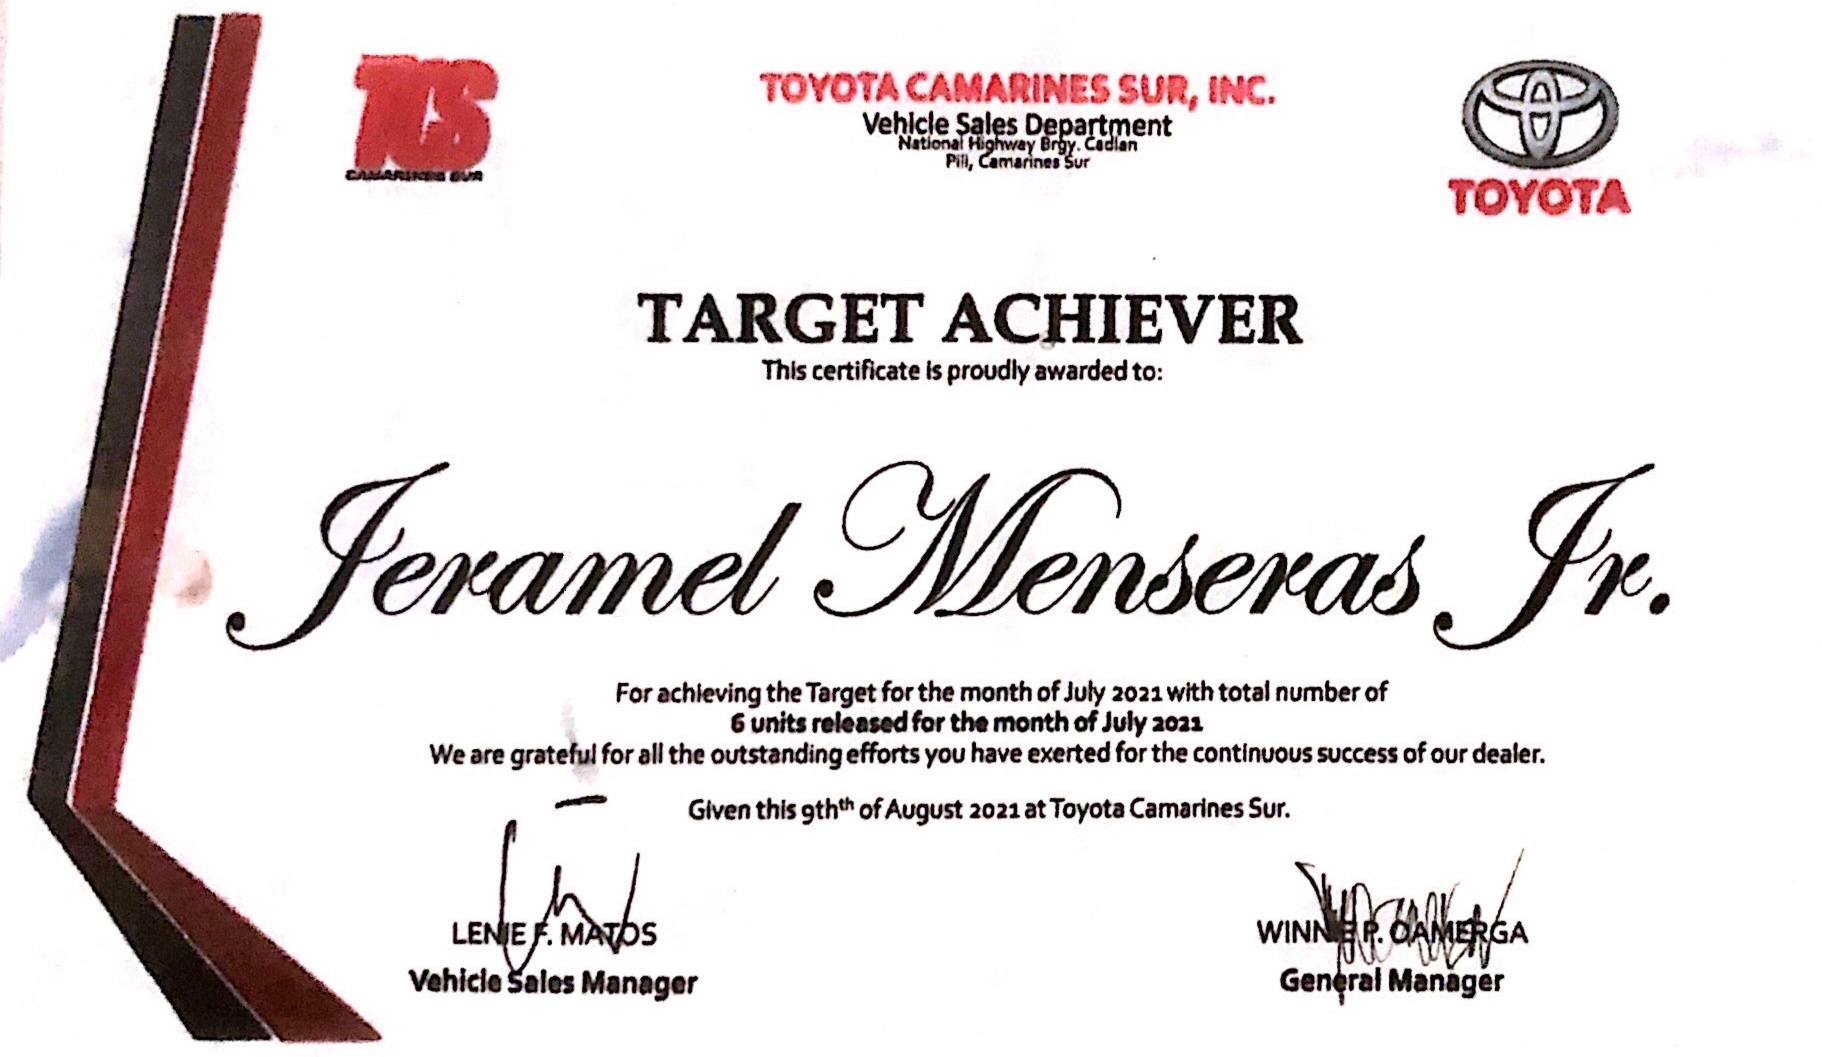 TCS
CAMARINES SUR
TOYOTA CAMARINES SUR, INC.
Vehicle Sales Department
National Highway Brgy. Cadlan
Pili, Camarines Sur
TOYOTA
TARGET ACHIEVER
This certificate is proudly awarded to:
Jeramel Menseras Jr.
For achieving the Target for the month of July 2021 with total number of
6 units released for the month of July 2021
We are grateful for all the outstanding efforts you have exerted for the continuous success of our dealer.
Given this 9thth of August 2021 at Toyota Camarines Sur.
LENIE F. MATOS
Vehicle Sales Manager
WINNIE P. OAMERGA
General Manager